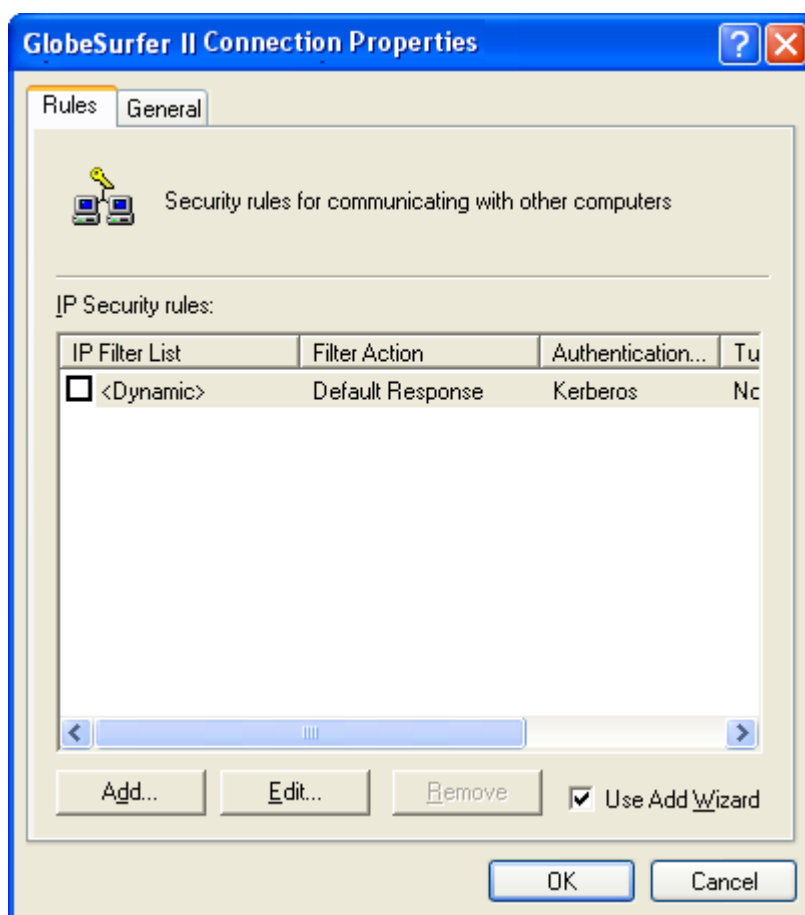 GlobeSurfer II Connection Properties
Rules General
Security rules for communicating with other computers
IP Security rules:
IP Filter List Filter Action Authentication... Tu
<Dynamic> Default Response Kerberos No
Add... Edit... Remove Use Add Wizard
OK Cancel